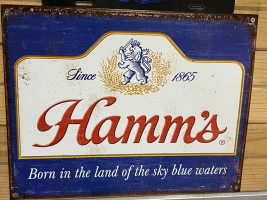 Since 1865
Hamm's®
Born in the land of the sky blue waters